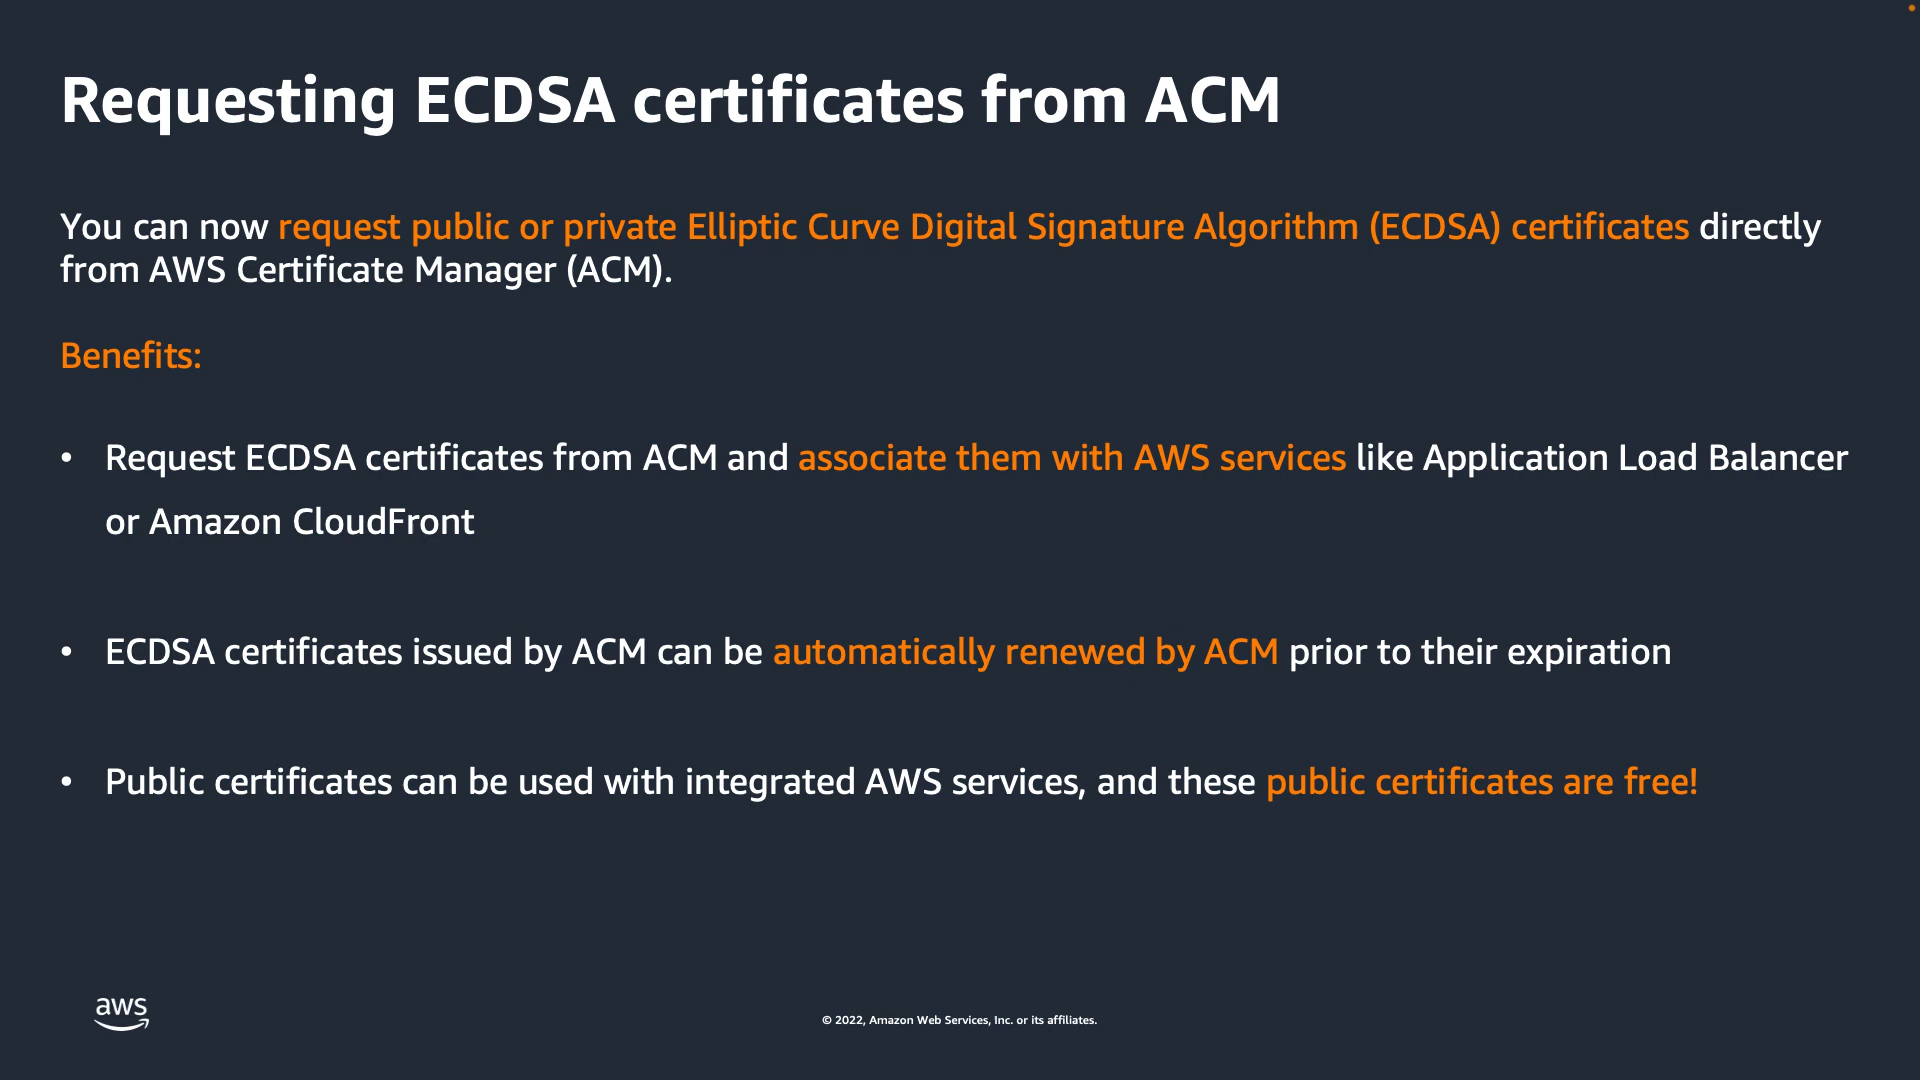 Requesting ECDSA certificates from ACM
You can now request public or private Elliptic Curve Digital Signature Algorithm (ECDSA) certificates directly
from AWS Certificate Manager (ACM).
Benefits:
• Request ECDSA certificates from ACM and associate them with AWS services like Application Load Balancer
or Amazon CloudFront
• ECDSA certificates issued by ACM can be automatically renewed by ACM prior to their expiration
• Public certificates can be used with integrated AWS services, and these public certificates are free!
aws
© 2022, Amazon Web Services, Inc. or its affiliates.